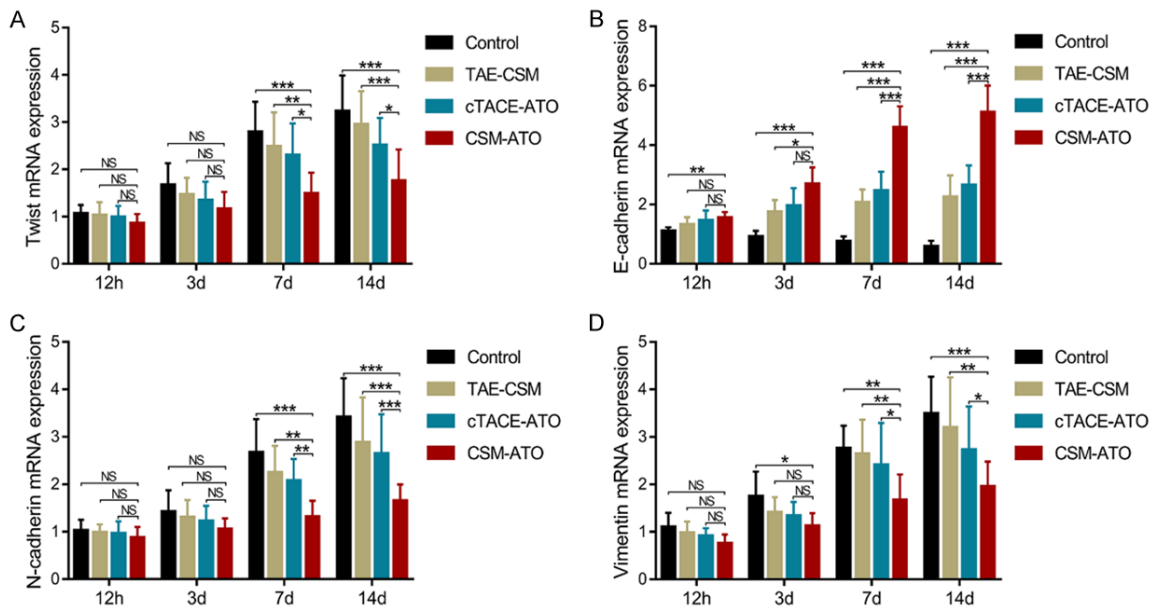 A
Twist mRNA expression
5
4
3
2
1
0
NS
NS
NS
NS
NS
NS
***
**
*
***
***
*
12h
3d
7d
14d
Control
TAE-CSM
cTACE-ATO
CSM-ATO
B
E-cadherin mRNA expression
8
6
4
2
0
**
NS
NS
***
*
NS
***
***
***
***
***
***
12h
3d
7d
14d
Control
TAE-CSM
cTACE-ATO
CSM-ATO
C
N-cadherin mRNA expression
5
4
3
2
1
0
NS
NS
NS
NS
NS
NS
***
**
**
***
***
***
12h
3d
7d
14d
Control
TAE-CSM
cTACE-ATO
CSM-ATO
D
Vimentin mRNA expression
5
4
3
2
1
0
NS
NS
NS
*
NS
NS
**
**
*
***
**
*
12h
3d
7d
14d
Control
TAE-CSM
cTACE-ATO
CSM-ATO